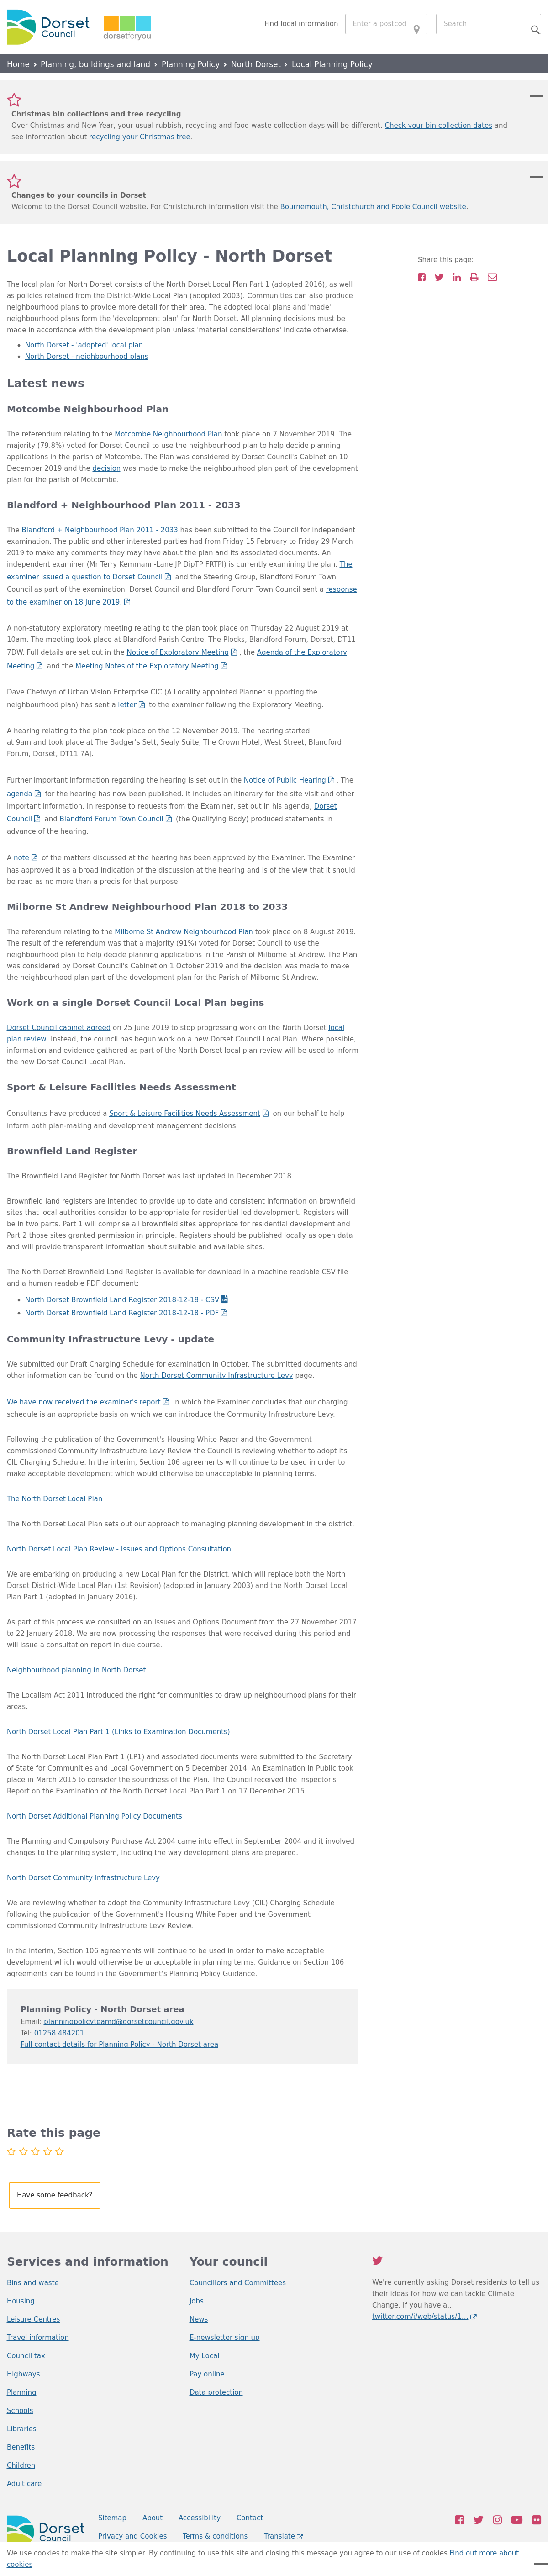 Dorset
Council
dorsetforyou
Find local information
Enter a postcod
Search
Home > Planning, buildings and land > Planning Policy > North Dorset > Local Planning Policy
Christmas bin collections and tree recycling
Over Christmas and New Year, your usual rubbish, recycling and food waste collection days will be different. Check your bin collection dates and
see information about recycling your Christmas tree.
Changes to your councils in Dorset
Welcome to the Dorset Council website. For Christchurch information visit the Bournemouth, Christchurch and Poole Council website.
Local Planning Policy - North Dorset
Share this page:
The local plan for North Dorset consists of the North Dorset Local Plan Part 1 (adopted 2016), as well
as policies retained from the District-Wide Local Plan (adopted 2003). Communities can also produce
neighbourhood plans to provide more detail for their area. The adopted local plans and 'made'
neighbourhood plans form the 'development plan' for North Dorset. All planning decisions must be
made in accordance with the development plan unless 'material considerations' indicate otherwise.
• North Dorset - 'adopted' local plan
• North Dorset - neighbourhood plans
Latest news
Motcombe Neighbourhood Plan
The referendum relating to the Motcombe Neighbourhood Plan took place on 7 November 2019. The
majority (79.8%) voted for Dorset Council to use the neighbourhood plan to help decide planning
applications in the parish of Motcombe. The Plan was considered by Dorset Council's Cabinet on 10
December 2019 and the decision was made to make the neighbourhood plan part of the development
plan for the parish of Motcombe.
Blandford + Neighbourhood Plan 2011 - 2033
The Blandford + Neighbourhood Plan 2011 - 2033 has been submitted to the Council for independent
examination. The public and other interested parties had from Friday 15 February to Friday 29 March
2019 to make any comments they may have about the plan and its associated documents. An
independent examiner (Mr Terry Kemmann-Lane JP DipTP FRTPI) is currently examining the plan. The
examiner issued a question to Dorset Council and the Steering Group, Blandford Forum Town
Council as part of the examination. Dorset Council and Blandford Forum Town Council sent a response
to the examiner on 18 June 2019.
A non-statutory exploratory meeting relating to the plan took place on Thursday 22 August 2019 at
10am. The meeting took place at Blandford Parish Centre, The Plocks, Blandford Forum, Dorset, DT11
7DW. Full details are set out in the Notice of Exploratory Meeting , the Agenda of the Exploratory
Meeting and the Meeting Notes of the Exploratory Meeting .
Dave Chetwyn of Urban Vision Enterprise CIC (A Locality appointed Planner supporting the
neighbourhood plan) has sent a letter to the examiner following the Exploratory Meeting.
A hearing relating to the plan took place on the 12 November 2019. The hearing started
at 9am and took place at The Badger's Sett, Sealy Suite, The Crown Hotel, West Street, Blandford
Forum, Dorset, DT11 7AJ.
Further important information regarding the hearing is set out in the Notice of Public Hearing . The
agenda for the hearing has now been published. It includes an itinerary for the site visit and other
important information. In response to requests from the Examiner, set out in his agenda, Dorset
Council and Blandford Forum Town Council (the Qualifying Body) produced statements in
advance of the hearing.
A note of the matters discussed at the hearing has been approved by the Examiner. The Examiner
has approved it as a broad indication of the discussion at the hearing and is of the view that it should
be read as no more than a precis for that purpose.
Milborne St Andrew Neighbourhood Plan 2018 to 2033
The referendum relating to the Milborne St Andrew Neighbourhood Plan took place on 8 August 2019.
The result of the referendum was that a majority (91%) voted for Dorset Council to use the
neighbourhood plan to help decide planning applications in the Parish of Milborne St Andrew. The Plan
was considered by Dorset Council's Cabinet on 1 October 2019 and the decision was made to make
the neighbourhood plan part of the development plan for the Parish of Milborne St Andrew.
Work on a single Dorset Council Local Plan begins
Dorset Council cabinet agreed on 25 June 2019 to stop progressing work on the North Dorset local
plan review. Instead, the council has begun work on a new Dorset Council Local Plan. Where possible,
information and evidence gathered as part of the North Dorset local plan review will be used to inform
the new Dorset Council Local Plan.
Sport & Leisure Facilities Needs Assessment
Consultants have produced a Sport & Leisure Facilities Needs Assessment on our behalf to help
inform both plan-making and development management decisions.
Brownfield Land Register
The Brownfield Land Register for North Dorset was last updated in December 2018.
Brownfield land registers are intended to provide up to date and consistent information on brownfield
sites that local authorities consider to be appropriate for residential led development. Registers will
be in two parts. Part 1 will comprise all brownfield sites appropriate for residential development and
Part 2 those sites granted permission in principle. Registers should be published locally as open data
and will provide transparent information about suitable and available sites.
The North Dorset Brownfield Land Register is available for download in a machine readable CSV file
and a human readable PDF document:
• North Dorset Brownfield Land Register 2018-12-18 - CSV
• North Dorset Brownfield Land Register 2018-12-18 - PDF
Community Infrastructure Levy - update
We submitted our Draft Charging Schedule for examination in October. The submitted documents and
other information can be found on the North Dorset Community Infrastructure Levy page.
We have now received the examiner's report in which the Examiner concludes that our charging
schedule is an appropriate basis on which we can introduce the Community Infrastructure Levy.
Following the publication of the Government's Housing White Paper and the Government
commissioned Community Infrastructure Levy Review the Council is reviewing whether to adopt its
CIL Charging Schedule. In the interim, Section 106 agreements will continue to be used in order to
make acceptable development which would otherwise be unacceptable in planning terms.
The North Dorset Local Plan
The North Dorset Local Plan sets out our approach to managing planning development in the district.
North Dorset Local Plan Review - Issues and Options Consultation
We are embarking on producing a new Local Plan for the District, which will replace both the North
Dorset District-Wide Local Plan (1st Revision) (adopted in January 2003) and the North Dorset Local
Plan Part 1 (adopted in January 2016).
As part of this process we consulted on an Issues and Options Document from the 27 November 2017
to 22 January 2018. We are now processing the responses that were received during this period and
will issue a consultation report in due course.
Neighbourhood planning in North Dorset
The Localism Act 2011 introduced the right for communities to draw up neighbourhood plans for their
areas.
North Dorset Local Plan Part 1 (Links to Examination Documents)
The North Dorset Local Plan Part 1 (LP1) and associated documents were submitted to the Secretary
of State for Communities and Local Government on 5 December 2014. An Examination in Public took
place in March 2015 to consider the soundness of the Plan. The Council received the Inspector's
Report on the Examination of the North Dorset Local Plan Part 1 on 17 December 2015.
North Dorset Additional Planning Policy Documents
The Planning and Compulsory Purchase Act 2004 came into effect in September 2004 and it involved
changes to the planning system, including the way development plans are prepared.
North Dorset Community Infrastructure Levy
We are reviewing whether to adopt the Community Infrastructure Levy (CIL) Charging Schedule
following the publication of the Government's Housing White Paper and the Government
commissioned Community Infrastructure Levy Review.
In the interim, Section 106 agreements will continue to be used in order to make acceptable
development which would otherwise be unacceptable in planning terms. Guidance on Section 106
agreements can be found in the Government's Planning Policy Guidance.
Planning Policy - North Dorset area
Email: planningpolicyteamd@dorsetcouncil.gov.uk
Tel: 01258 484201
Full contact details for Planning Policy - North Dorset area
Rate this page
Have some feedback?
Services and information
Bins and waste
Housing
Leisure Centres
Travel information
Council tax
Highways
Planning
Schools
Libraries
Benefits
Children
Adult care
Your council
Councillors and Committees
Jobs
News
E-newsletter sign up
My Local
Pay online
Data protection
We're currently asking Dorset residents to tell us
their ideas for how we can tackle Climate
Change. If you have a…
twitter.com/i/web/status/1…
Dorset
Council
Sitemap About Accessibility Contact
Privacy and Cookies Terms & conditions Translate
We use cookies to make the site simpler. By continuing to use this site and closing this message you agree to our use of cookies.Find out more about
cookies